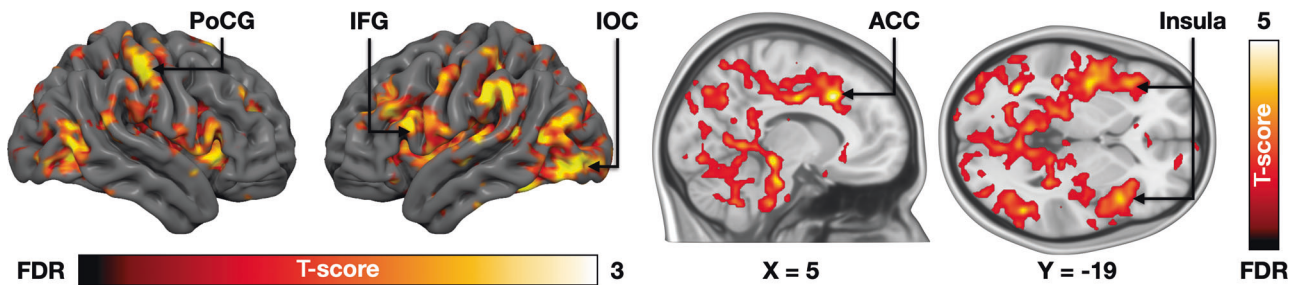 PoCG
IFG
IOC
ACC
Insula
5
T-score
FDR
T-score
3
X = 5
Y = -19
FDR